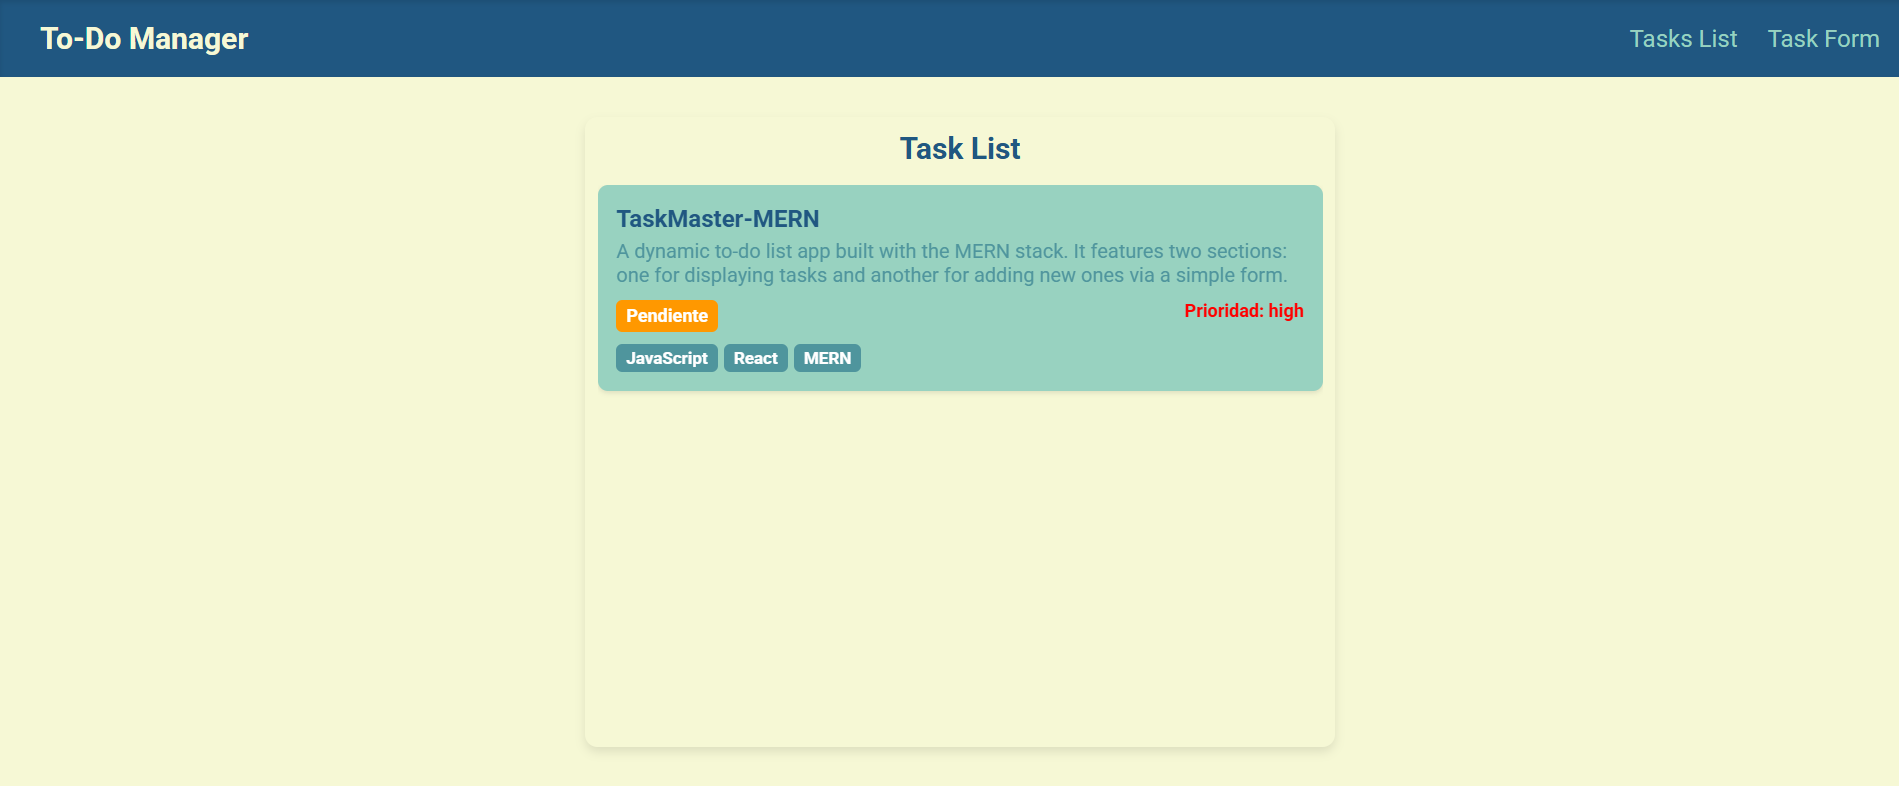 To-Do Manager
Tasks List
Task Form
Task List
TaskMaster-MERN
A dynamic to-do list app built with the MERN stack. It features two sections:
one for displaying tasks and another for adding new ones via a simple form.
Pendiente
Prioridad: high
JavaScript
React
MERN